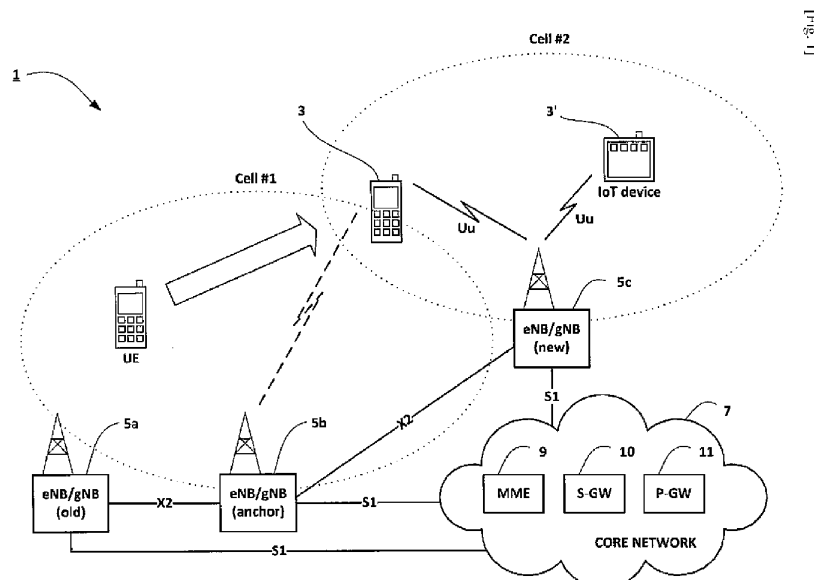 [Fig. 1]
Cell #2
1
3
3'
IoT device
Cell #1
Uu
Uu
UE
5c
eNB/gNB
(new)
S1
X2
7
5a
5b
9
10
11
eNB/gNB
(old)
X2
eNB/gNB
(anchor)
S1
MME
S-GW
P-GW
CORE NETWORK
S1